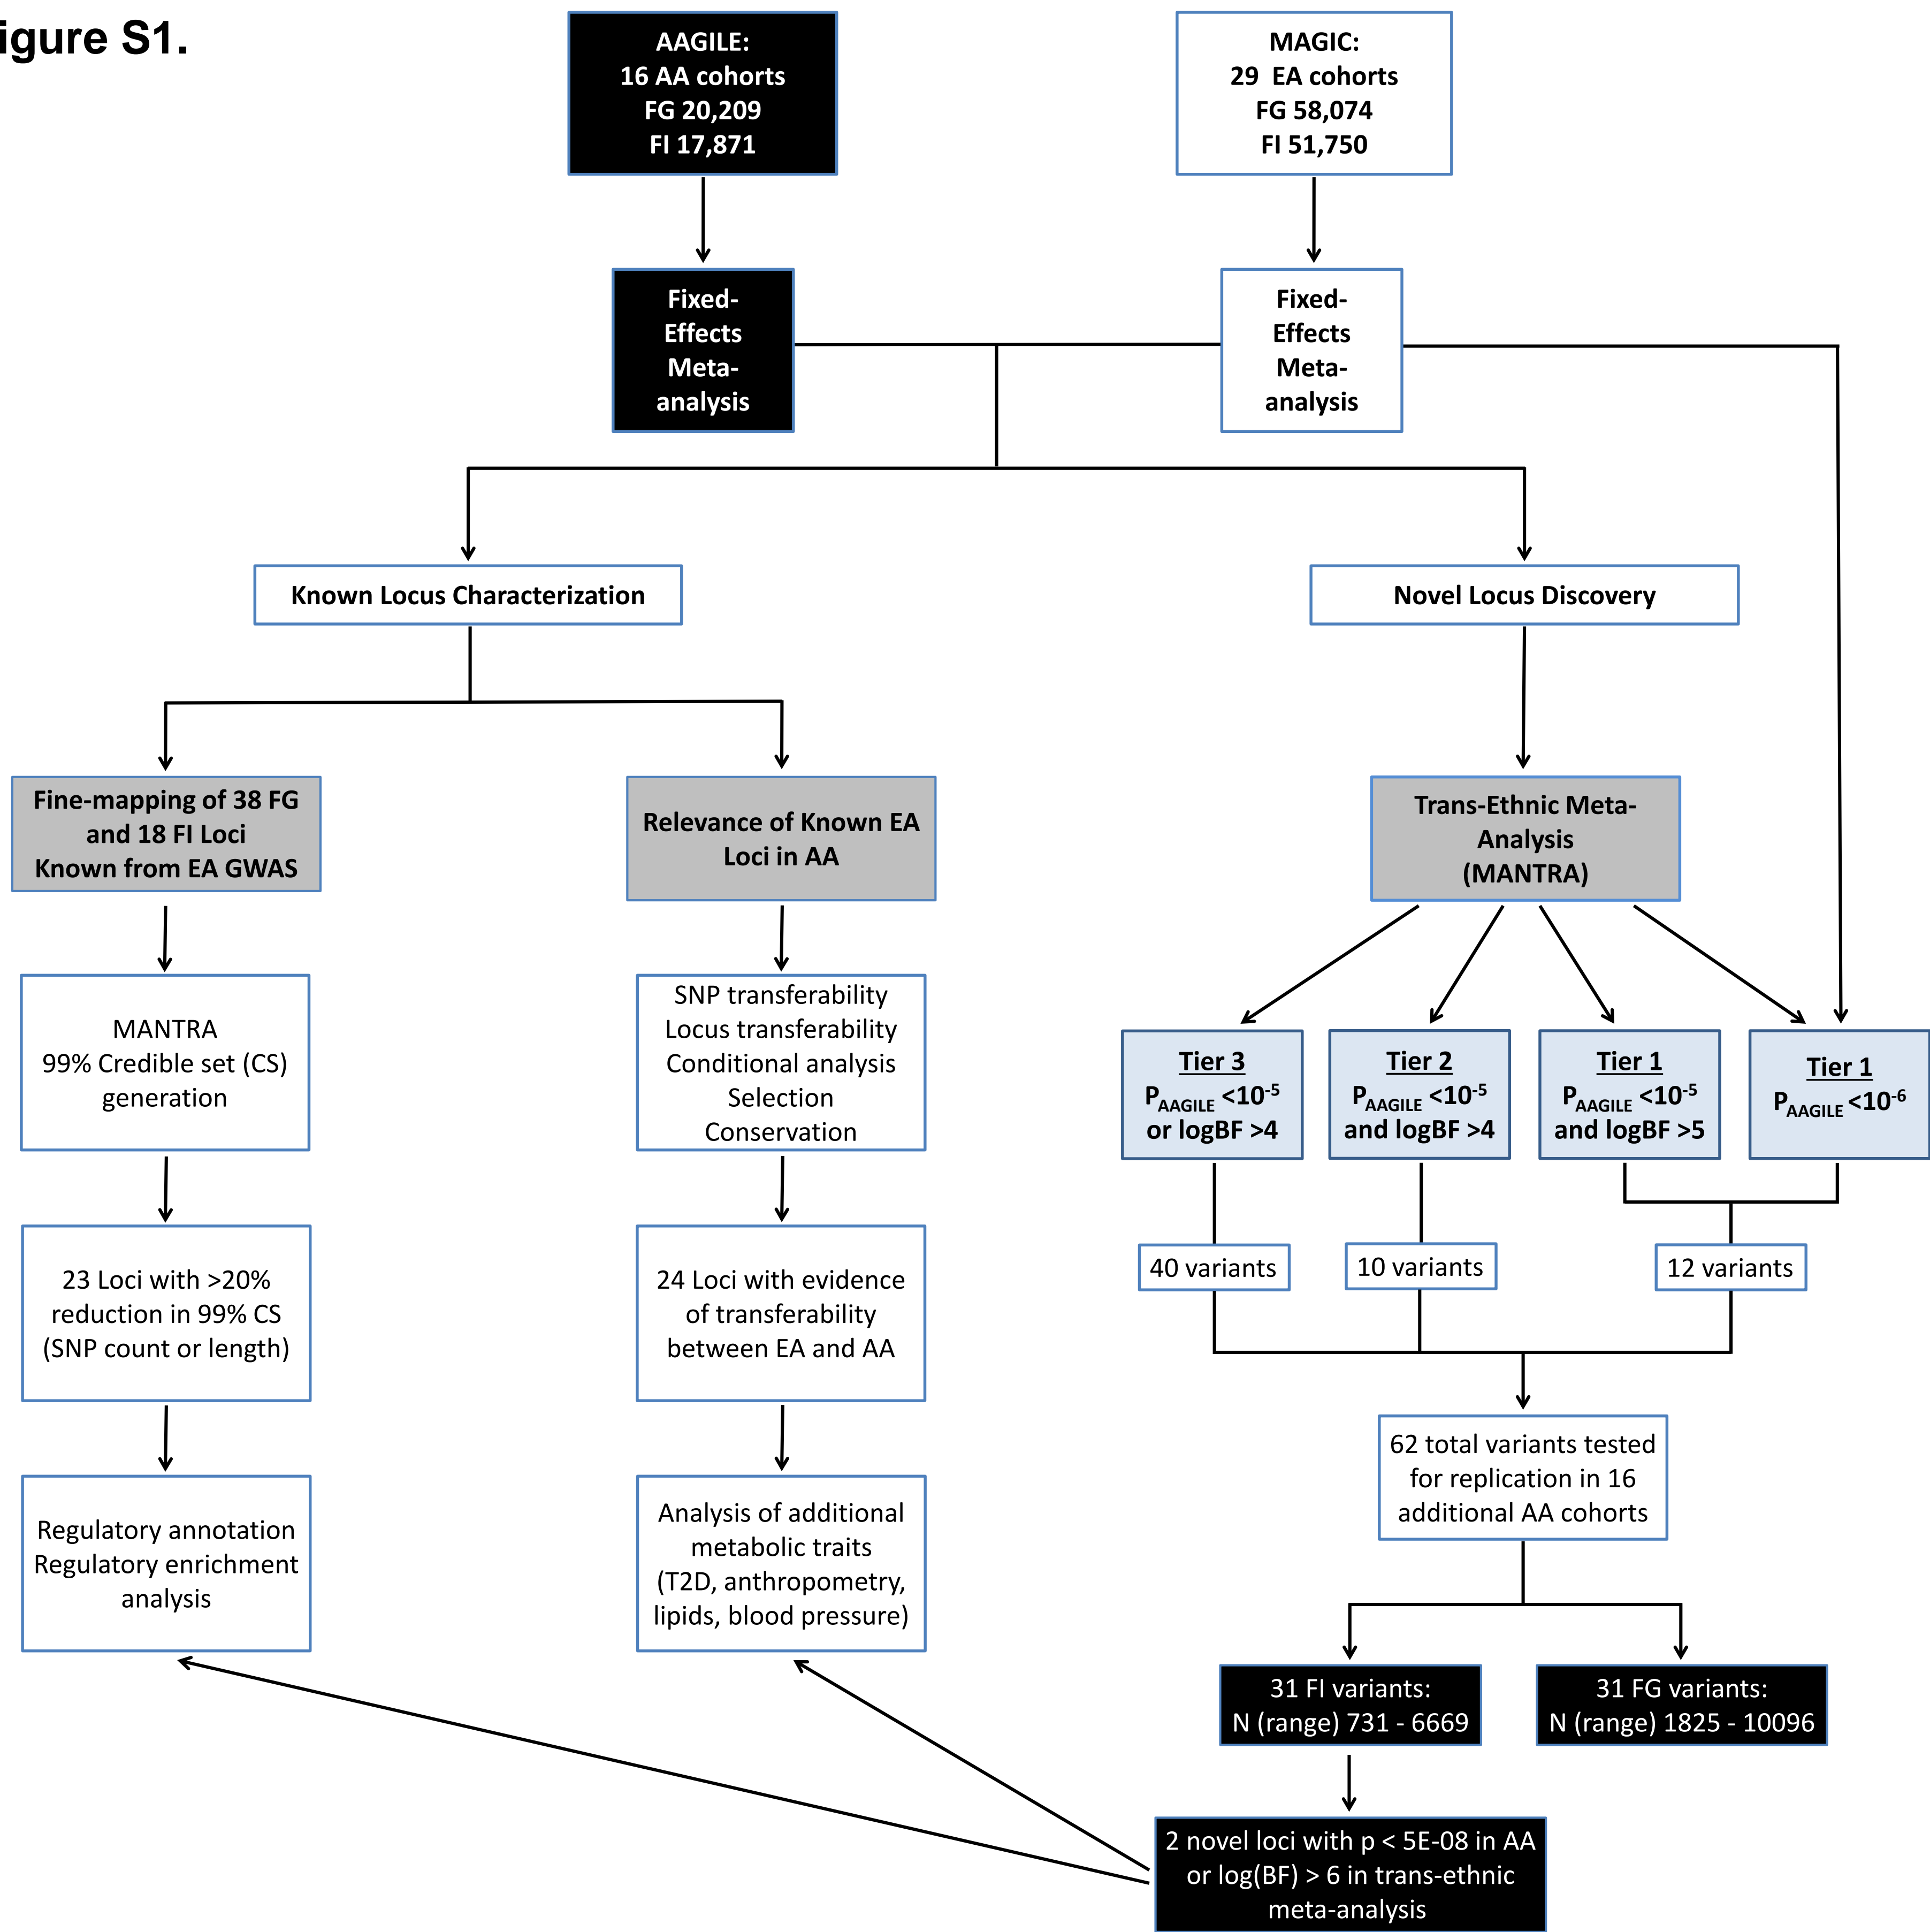 igure S1.
AAGILE:
16 AA cohorts
FG 20,209
FI 17,871
MAGIC:
29 EA cohorts
FG 58,074
FI 51,750
Fixed-
Effects
Meta-
analysis
Fixed-
Effects
Meta-
analysis
Known Locus Characterization
Novel Locus Discovery
Fine-mapping of 38 FG
and 18 FI Loci
Known from EA GWAS
Relevance of Known EA
Loci in AA
Trans-Ethnic Meta-
Analysis
(MANTRA)
MANTRA
99% Credible set (CS)
generation
SNP transferability
Locus transferability
Conditional analysis
Selection
Conservation
Tier 3
P_AAGILE <10^-5
or logBF >4
Tier 2
P_AAGILE <10^-5
and logBF >4
Tier 1
P_AAGILE <10^-5
and logBF >5
Tier 1
P_AAGILE <10^-6
40 variants
10 variants
12 variants
23 Loci with >20%
reduction in 99% CS
(SNP count or length)
24 Loci with evidence
of transferability
between EA and AA
62 total variants tested
for replication in 16
additional AA cohorts
Regulatory annotation
Regulatory enrichment
analysis
Analysis of additional
metabolic traits
(T2D, anthropometry,
lipids, blood pressure)
31 FI variants:
N (range) 731 - 6669
31 FG variants:
N (range) 1825 - 10096
2 novel loci with p < 5E-08 in AA
or log(BF) > 6 in trans-ethnic
meta-analysis